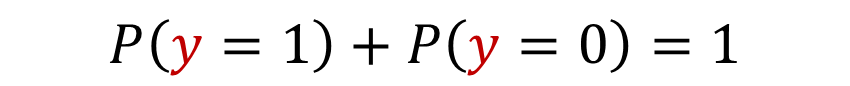 P(y = 1) + P(y = 0) = 1